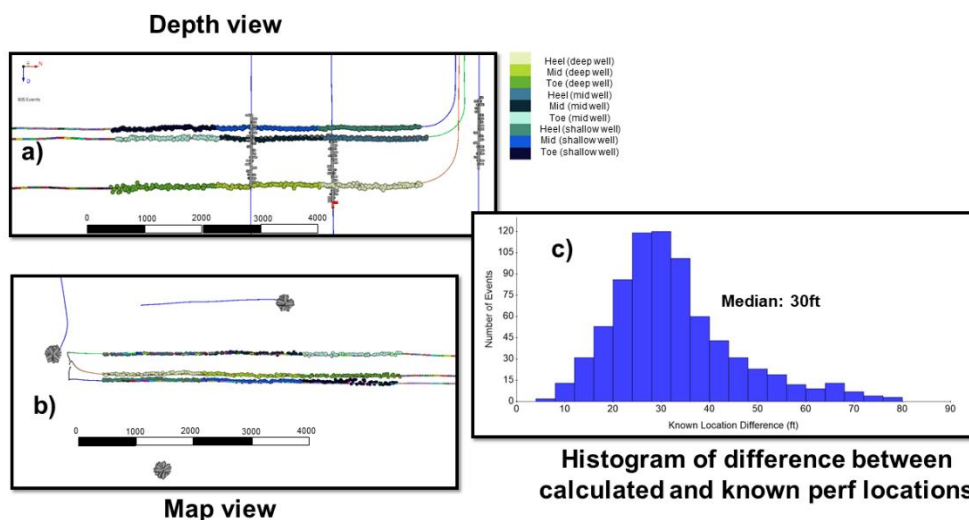 Depth view
N
D
935 Events
a)
0 1000 2000 3000 4000
Heel (deep well)
Mid (deep well)
Toe (deep well)
Heel (mid well)
Mid (mid well)
Toe (mid well)
Heel (shallow well)
Mid (shallow well)
Toe (shallow well)
b)
0 1000 2000 3000 4000
Map view
c)
Median: 30ft
Number of Events
120
105
90
75
60
45
30
15
0
0 10 20 30 40 50 60 70 80 90
Known Location Difference (ft)
Histogram of difference between
calculated and known perf locations